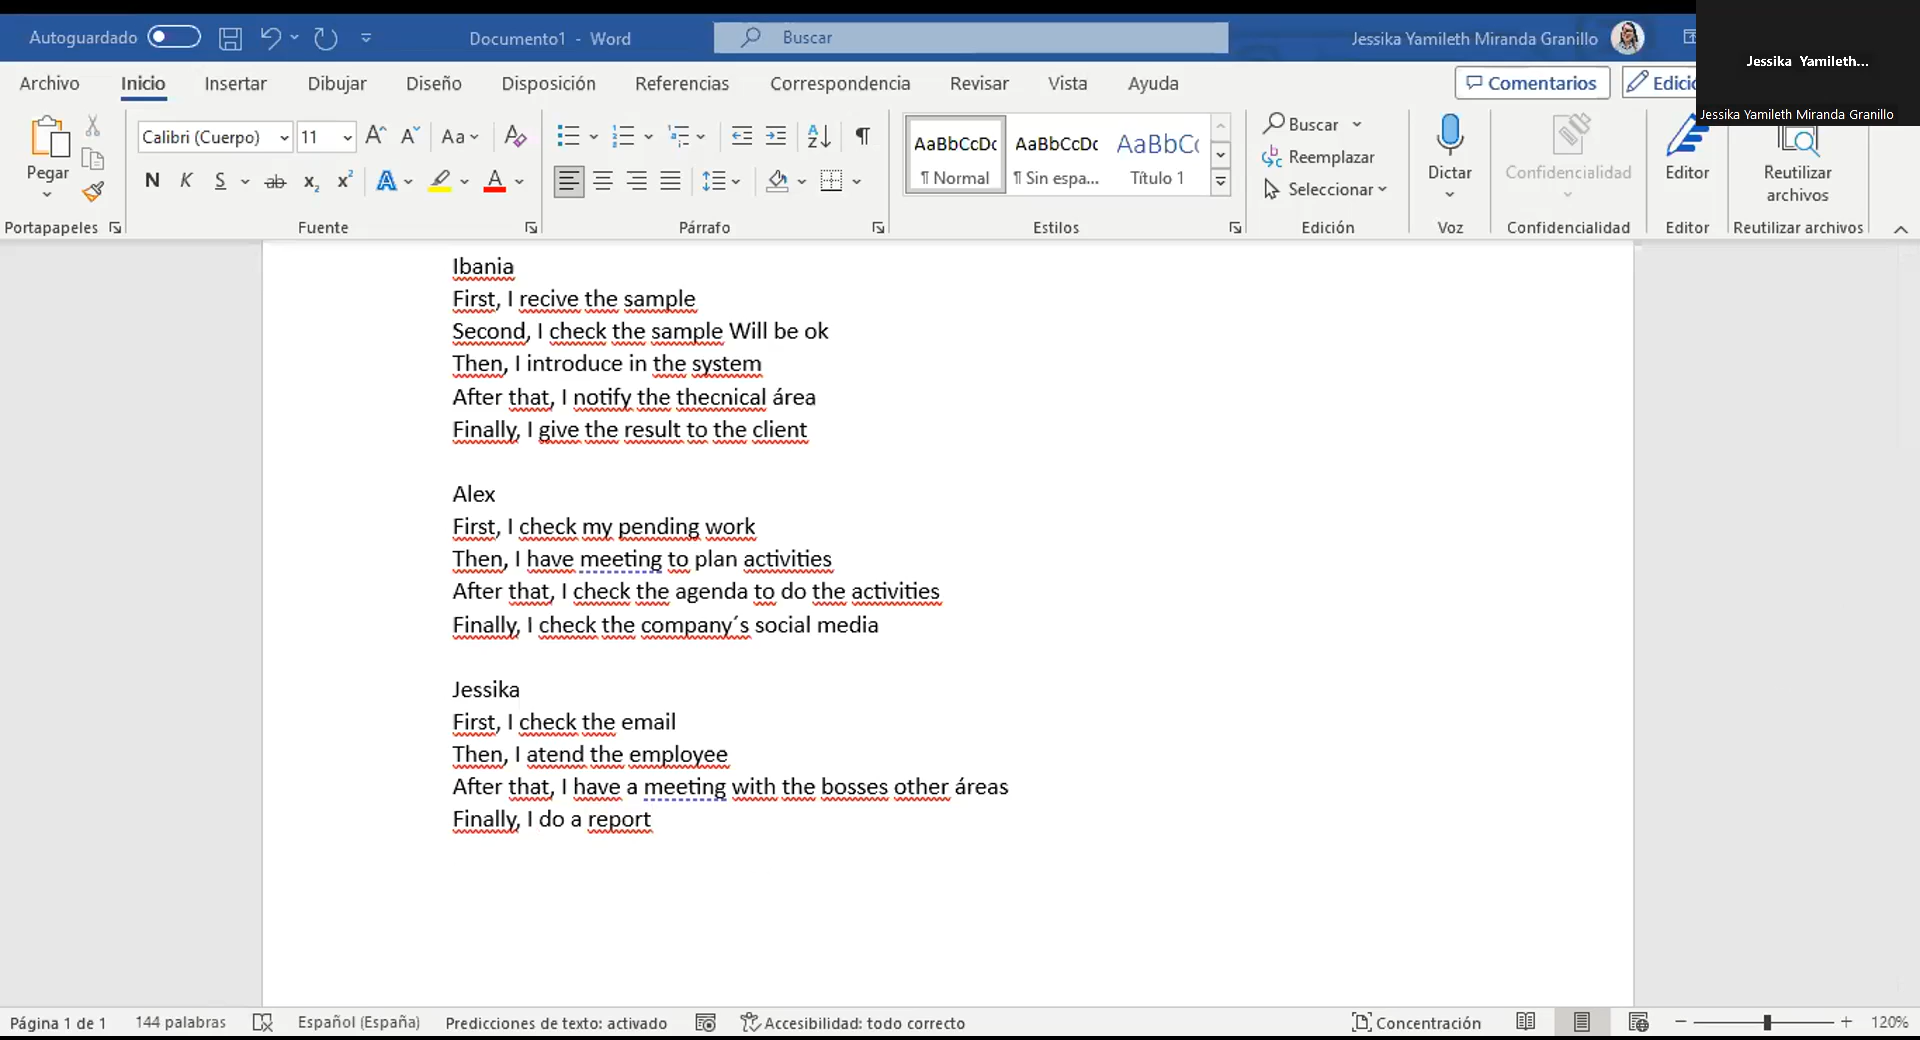 Autoguardado
Documento1 - Word
Buscar
Jessika Yamileth Miranda Granillo
Jessika Yamileth...
Jessika Yamileth Miranda Granillo
Archivo Inicio Insertar Dibujar Diseño Disposición Referencias Correspondencia Revisar Vista Ayuda
Comentarios
Pegar
Portapapeles
Calibri (Cuerpo) 11 Aa
N K S ab x₂ x² A A
Fuente
Párrafo
AaBbCcDc AaBbCcDc AaBbC
¶ Normal ¶ Sin espa... Título 1
Estilos
Buscar
Reemplazar
Seleccionar
Edición
Dictar
Voz
Confidencialidad
Confidencialidad
Editor
Editor
Reutilizar
archivos
Reutilizar archivos
Ibania
First, I recive the sample
Second, I check the sample Will be ok
Then, I introduce in the system
After that, I notify the thecnical área
Finally, I give the result to the client
Alex
First, I check my pending work
Then, I have meeting to plan activities
After that, I check the agenda to do the activities
Finally, I check the company´s social media
Jessika
First, I check the email
Then, I atend the employee
After that, I have a meeting with the bosses other áreas
Finally, I do a report
Página 1 de 1 144 palabras Español (España) Predicciones de texto: activado Accesibilidad: todo correcto Concentración 120%